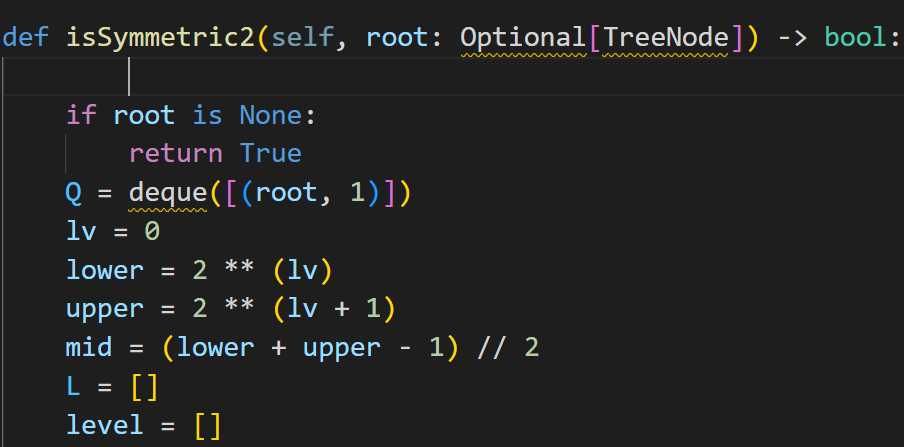 def isSymmetric2(self, root: Optional[TreeNode]) -> bool:
    if root is None:
        return True
    Q = deque([(root, 1)])
    lv = 0
    lower = 2 ** (lv)
    upper = 2 ** (lv + 1)
    mid = (lower + upper - 1) // 2
    L = []
    level = []